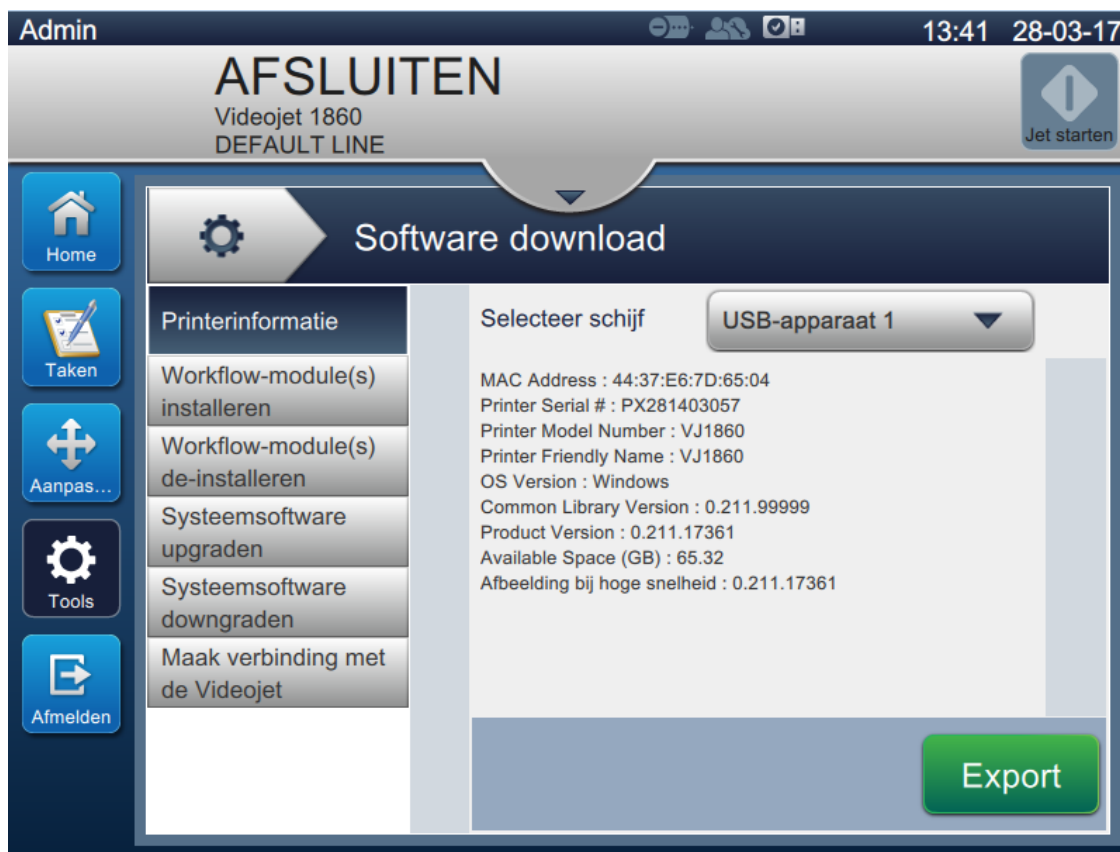 Admin
13:41 28-03-17
AFSLUITEN
Videojet 1860
DEFAULT LINE
Jet starten
Home
Taken
Aanpas...
Tools
Afmelden
Software download
Printerinformatie
Workflow-module(s)
installeren
Workflow-module(s)
de-installeren
Systeemsoftware
upgraden
Systeemsoftware
downgraden
Maak verbinding met
de Videojet
Selecteer schijf
USB-apparaat 1
MAC Address : 44:37:E6:7D:65:04
Printer Serial # : PX281403057
Printer Model Number : VJ1860
Printer Friendly Name : VJ1860
OS Version : Windows
Common Library Version : 0.211.99999
Product Version : 0.211.17361
Available Space (GB) : 65.32
Afbeelding bij hoge snelheid : 0.211.17361
Export